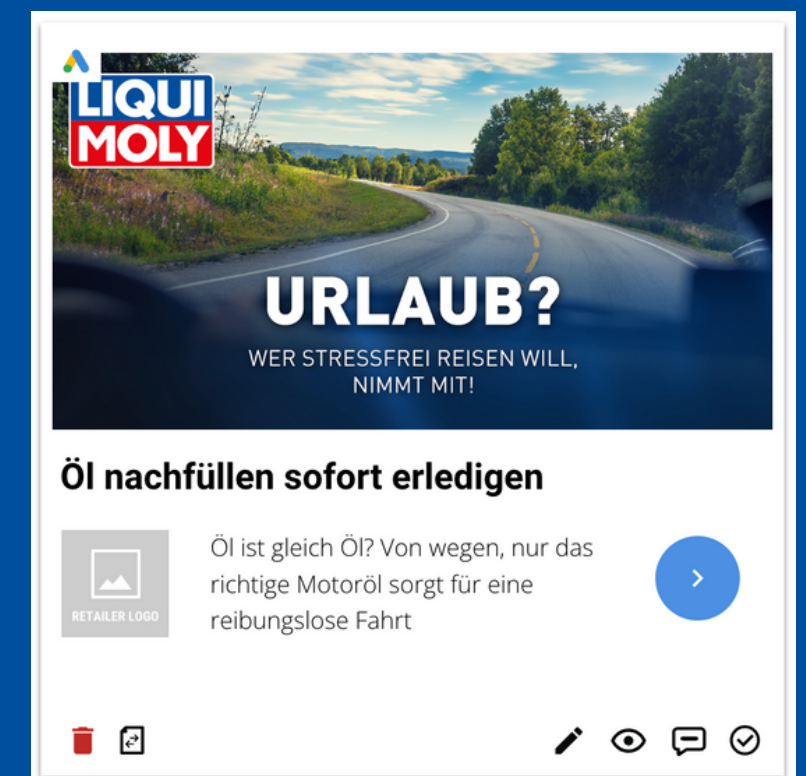 LIQUI
MOLY
URLAUB?
WER STRESSFREI REISEN WILL,
NIMMT MIT!
Öl nachfüllen sofort erledigen
Öl ist gleich Öl? Von wegen, nur das
richtige Motoröl sorgt für eine
reibungslose Fahrt
RETAILER LOGO